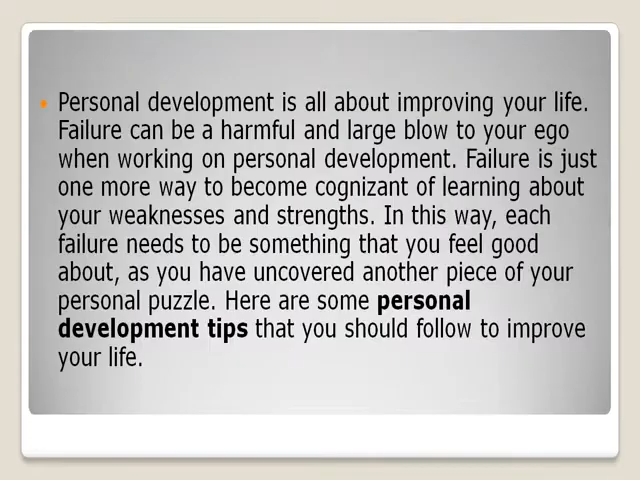 • Personal development is all about improving your life.
Failure can be a harmful and large blow to your ego
when working on personal development. Failure is just
one more way to become cognizant of learning about
your weaknesses and strengths. In this way, each
failure needs to be something that you feel good
about, as you have uncovered another piece of your
personal puzzle. Here are some personal
development tips that you should follow to improve
your life.